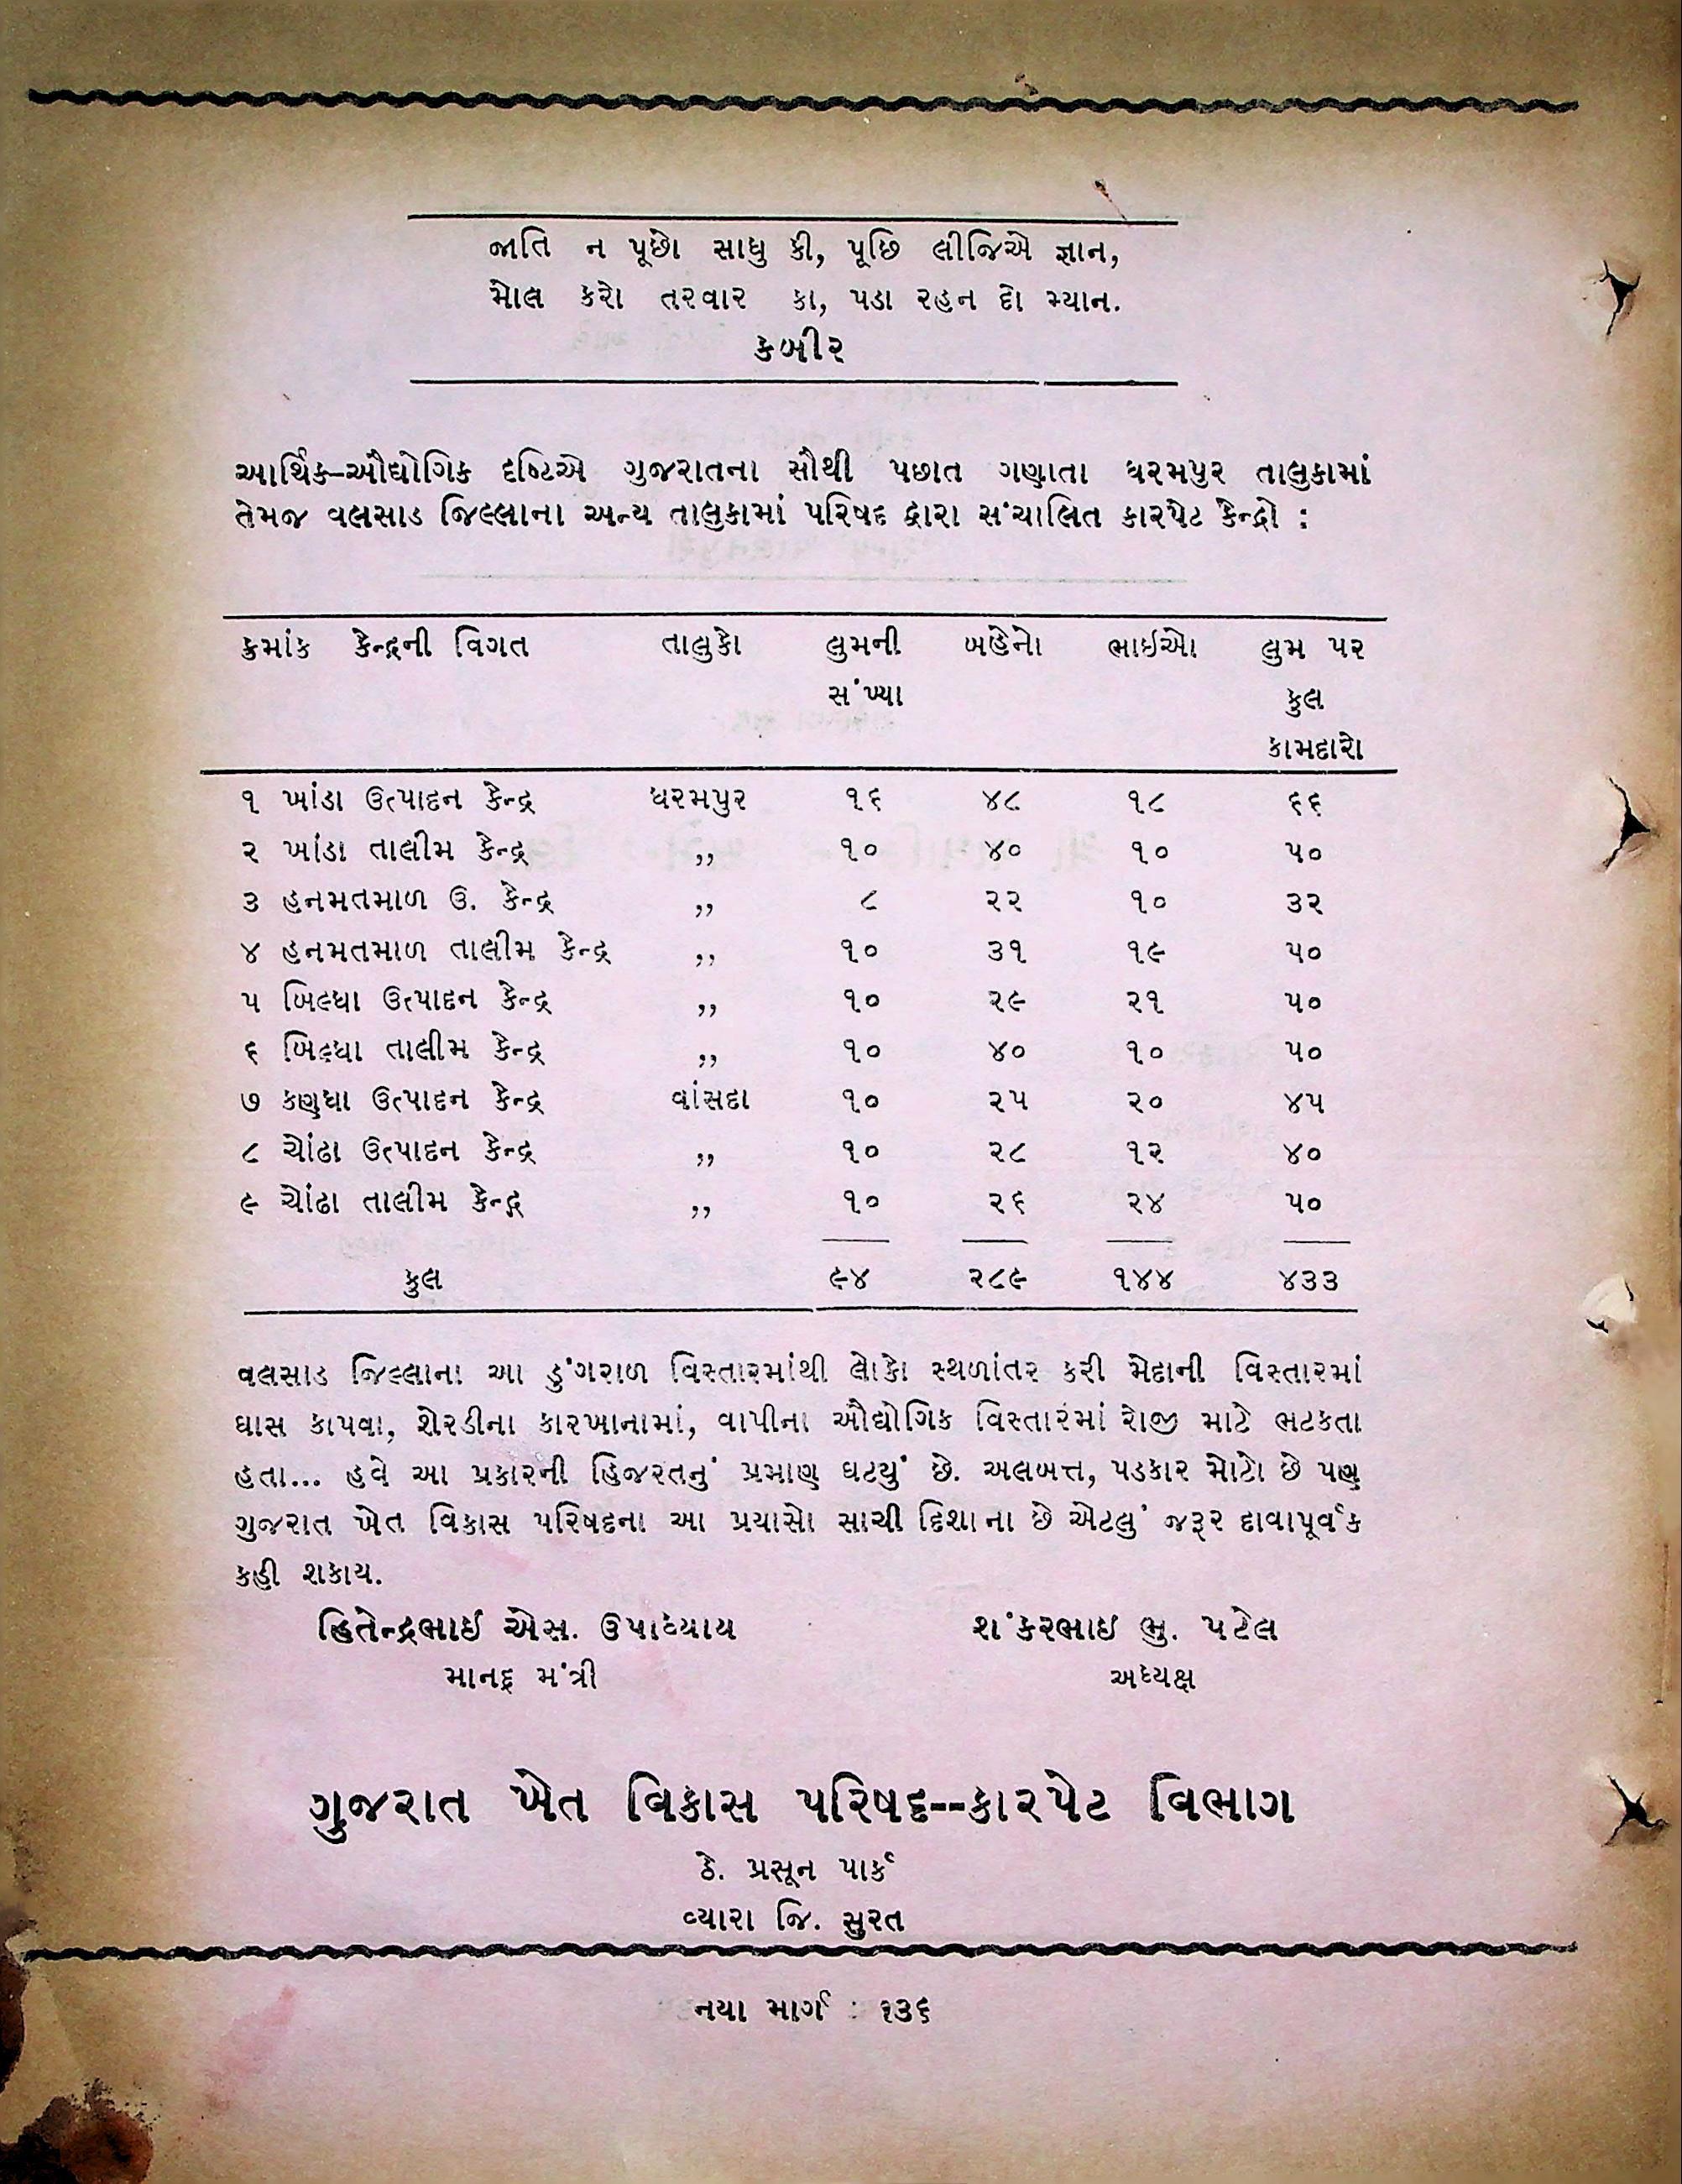 જાતિ ન પૂછો સાધુ કી, પૂછિ લીજિએ જ્ઞાન,
મોલ કરો તરવાર કા, પડા રહન દો મ્યાન.
કબીર
આર્થિક–ઔદ્યોગિક દૃષ્ટિએ ગુજરાતના સૌથી પછાત ગણાતા ધરમપુર તાલુકામાં
તેમજ વલસાડ જિલ્લાના અન્ય તાલુકામાં પરિષદ દ્વારા સંચાલિત કારપેટ કેન્દ્રો :
ક્રમાંક કેન્દ્રની વિગત તાલુકો લુમની બહેનો ભાઈઓ લુમ પર
સંખ્યા કુલ
કામદારો
૧ ખાંડા ઉત્પાદન કેન્દ્ર ધરમપુર ૧૬ ૪૮ ૧૮ ૬૬
૨ ખાંડા તાલીમ કેન્દ્ર ,, ૧૦ ૪૦ ૧૦ ૫૦
૩ હનમતમાળ ઉ. કેન્દ્ર ,, ૮ ૨૨ ૧૦ ૩૨
૪ હનમતમાળ તાલીમ કેન્દ્ર ,, ૧૦ ૩૧ ૧૯ ૫૦
૫ બિલ્ધા ઉત્પાદન કેન્દ્ર ,, ૧૦ ૨૯ ૨૧ ૫૦
૬ બિલ્ધા તાલીમ કેન્દ્ર ,, ૧૦ ૪૦ ૧૦ ૫૦
૭ કણધા ઉત્પાદન કેન્દ્ર વાંસદા ૧૦ ૨૫ ૨૦ ૪૫
૮ ચોંઢા ઉત્પાદન કેન્દ્ર ,, ૧૦ ૨૮ ૧૨ ૪૦
૯ ચોંઢા તાલીમ કેન્દ્ર ,, ૧૦ ૨૬ ૨૪ ૫૦
કુલ ૯૪ ૨૮૯ ૧૪૪ ૪૩૩
વલસાડ જિલ્લાના આ ડુંગરાળ વિસ્તારમાંથી લોકો સ્થળાંતર કરી મેદાની વિસ્તારમાં
ઘાસ કાપવા, શેરડીના કારખાનામાં, વાપીના ઔદ્યોગિક વિસ્તારમાં રોજી માટે ભટકતા
હતા... હવે આ પ્રકારની હિજરતનું પ્રમાણ ઘટયું છે. અલબત્ત, પડકાર મોટો છે પણ
ગુજરાત ખેત વિકાસ પરિષદના આ પ્રયાસો સાચી દિશાના છે એટલું જરૂર દાવાપૂર્વક
કહી શકાય.
હિતેન્દ્રભાઈ એસ. ઉપાધ્યાય શંકરભાઇ ભુ. પટેલ
માનદ્ મંત્રી અધ્યક્ષ
ગુજરાત ખેત વિકાસ પરિષદ--કારપેટ વિભાગ
ઠે. પ્રસૂન પાર્ક
વ્યારા જિ. સુરત
નયા માર્ગ : ૧૩૬